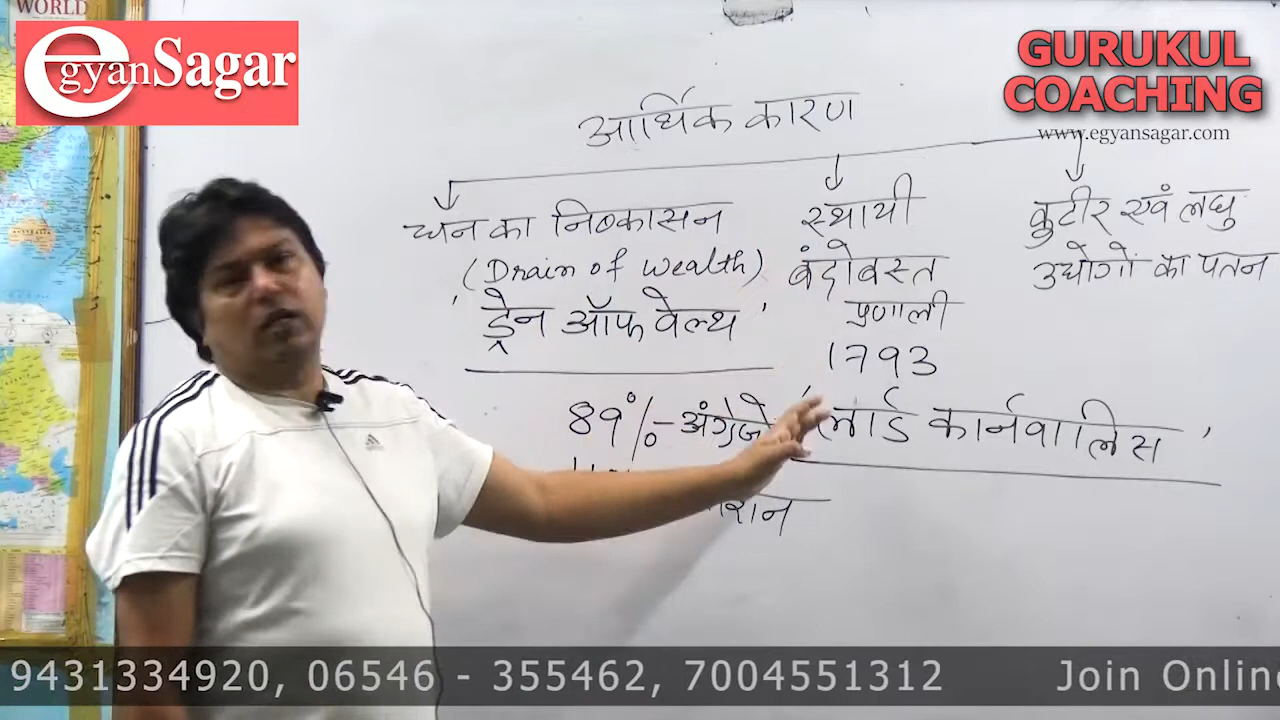 WORLD
egyanSagar
GURUKUL
COACHING
www.egyansagar.com
आर्थिक कारण
धन का निष्कासन
(Drain of Wealth)
'ड्रेन ऑफ वेल्थ'
स्थायी
बंदोवस्त
प्रणाली
1793
'लार्ड कार्नवालिस'
कुटीर एवं लघु
उद्योगों का पतन
89% - अंग्रेजो
9431334920, 06546 - 355462, 7004551312 Join Online